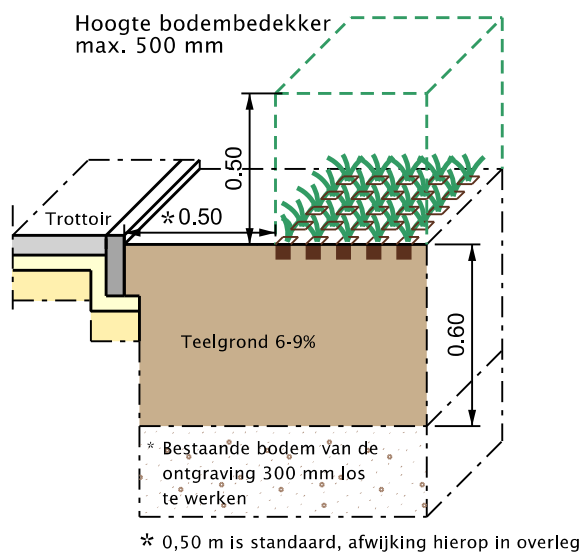 Hoogte bodembedekker
max. 500 mm
0.50
Trottoir
* 0.50
Teelgrond 6-9%
0.60
* Bestaande bodem van de
ontgraving 300 mm los
te werken
* 0,50 m is standaard, afwijking hierop in overleg